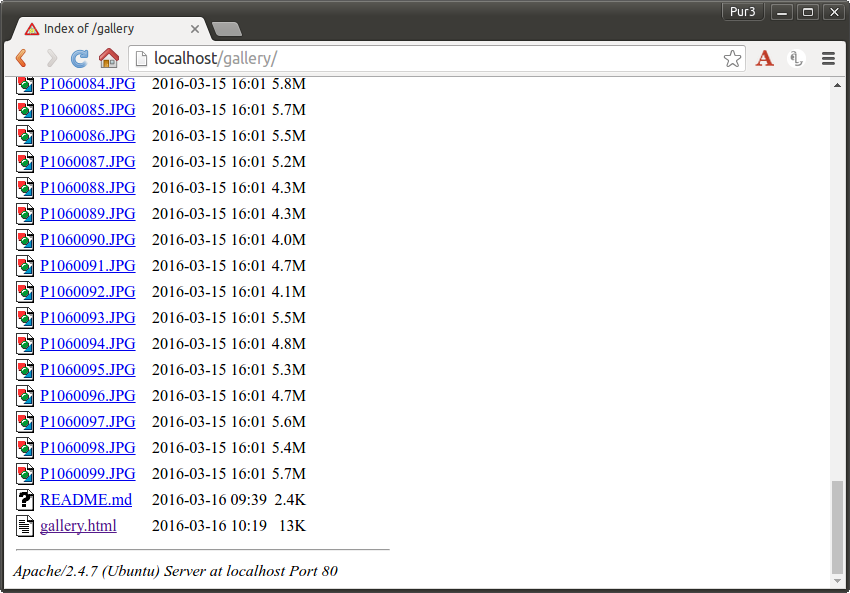 Pur3
Index of /gallery
localhost/gallery/
P1060084.JPG 2016-03-15 16:01 5.8M
P1060085.JPG 2016-03-15 16:01 5.7M
P1060086.JPG 2016-03-15 16:01 5.5M
P1060087.JPG 2016-03-15 16:01 5.2M
P1060088.JPG 2016-03-15 16:01 4.3M
P1060089.JPG 2016-03-15 16:01 4.3M
P1060090.JPG 2016-03-15 16:01 4.0M
P1060091.JPG 2016-03-15 16:01 4.7M
P1060092.JPG 2016-03-15 16:01 4.1M
P1060093.JPG 2016-03-15 16:01 5.5M
P1060094.JPG 2016-03-15 16:01 4.8M
P1060095.JPG 2016-03-15 16:01 5.3M
P1060096.JPG 2016-03-15 16:01 4.7M
P1060097.JPG 2016-03-15 16:01 5.6M
P1060098.JPG 2016-03-15 16:01 5.4M
P1060099.JPG 2016-03-15 16:01 5.7M
README.md 2016-03-16 09:39 2.4K
gallery.html 2016-03-16 10:19 13K
Apache/2.4.7 (Ubuntu) Server at localhost Port 80